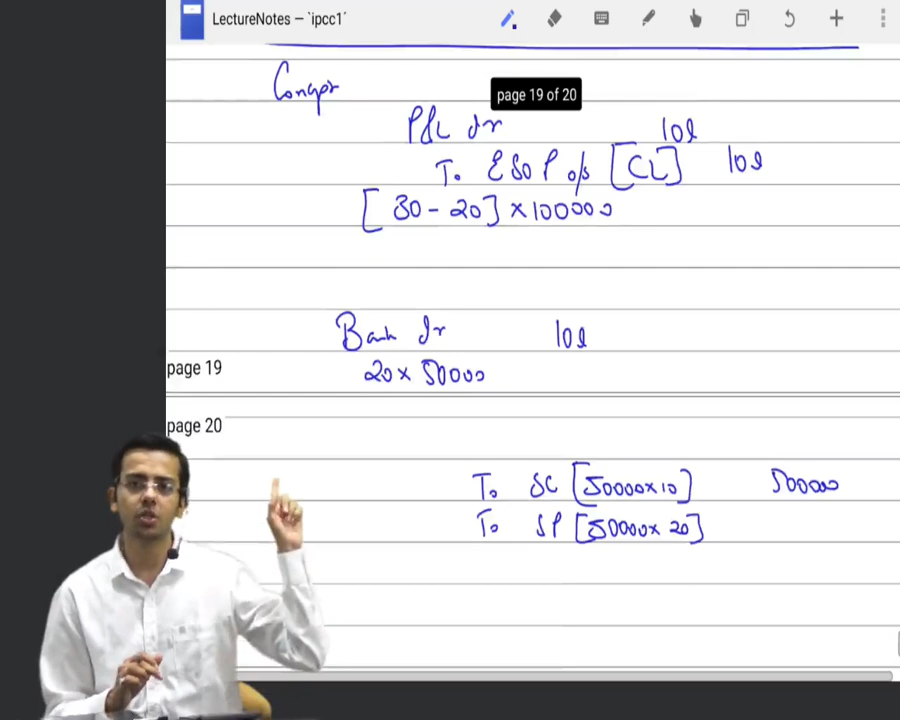 LectureNotes – `ipcc1´
page 19 of 20
P&L Dr 10l
To ESOP o/s [CL] 10l
[30 - 20] × 100000
Bank Dr 10l
20 × 50000
page 19
page 20
To SC [50000×10] 500000
To SP [50000× 20]